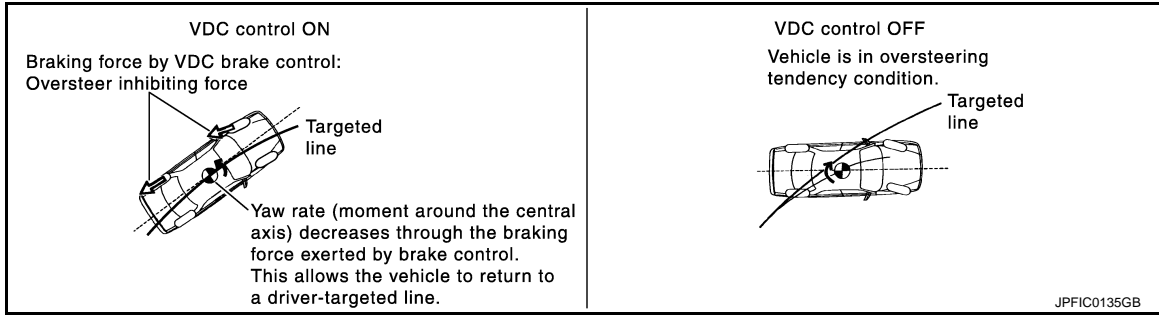 VDC control ON
Braking force by VDC brake control:
Oversteer inhibiting force
Targeted
line
Yaw rate (moment around the central
axis) decreases through the braking
force exerted by brake control.
This allows the vehicle to return to
a driver-targeted line.
VDC control OFF
Vehicle is in oversteering
tendency condition.
Targeted
line
JPFIC0135GB